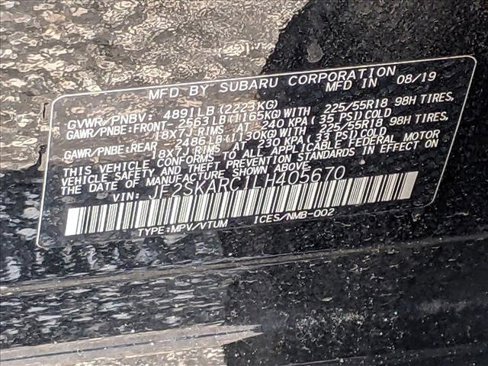 MFD BY SUBARU CORPORATION
MFD IN 08/19
GVWR/PNBV: 4891LB(2223KG)
GAWR/PNBE:FRONT-2563LB(1165KG)WITH 225/55R18 98H TIRES,
18X7J RIMS AT 240 KPA (35 PSI)COLD
GAWR/PNBE:REAR -2486LB(1130KG)WITH 225/55R18 98H TIRES,
18X7J RIMS AT 230 KPA (33 PSI)COLD
THIS VEHICLE CONFORMS TO ALL APPLICABLE FEDERAL MOTOR
VEHICLE SAFETY AND THEFT PREVENTION STANDARDS IN EFFECT ON
THE DATE OF MANUFACTURE SHOWN ABOVE.
VIN: JF2SKARC1LH405670
TYPE:MPV/VTUM ICES/NMB-002